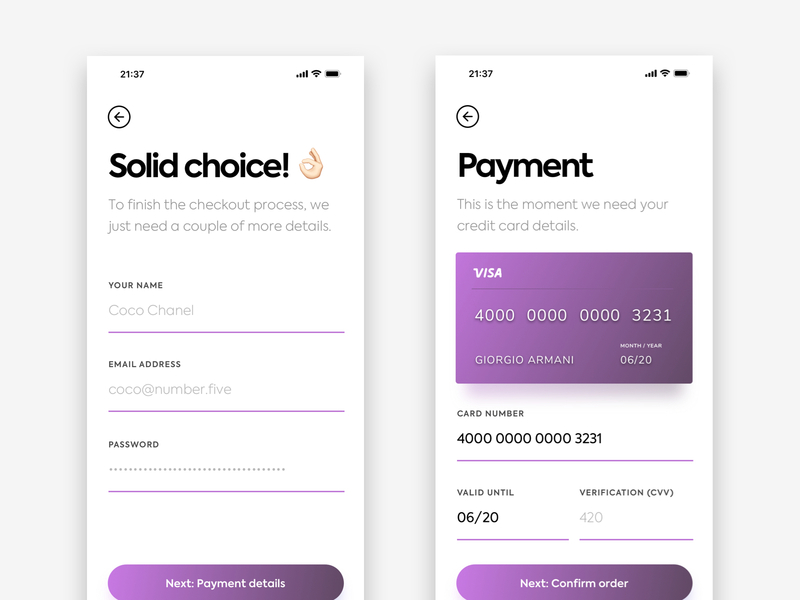 21:37
Solid choice! 👌🏻
To finish the checkout process, we
just need a couple of more details.
YOUR NAME
Coco Chanel
EMAIL ADDRESS
coco@number.five
PASSWORD
Next: Payment details
21:37
Payment
This is the moment we need your
credit card details.
VISA
4000 0000 0000 3231
MONTH / YEAR
GIORGIO ARMANI 06/20
CARD NUMBER
4000 0000 0000 3231
VALID UNTIL VERIFICATION (CVV)
06/20 420
Next: Confirm order